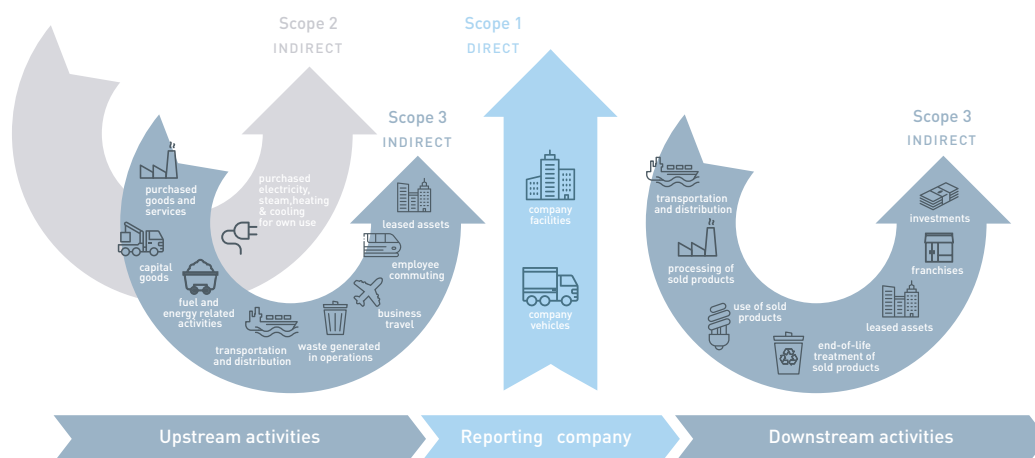 Scope 2
INDIRECT
Scope 1
DIRECT
Scope 3
INDIRECT
Scope 3
INDIRECT
purchased
goods and
services
purchased
electricity,
steam,heating
& cooling
for own use
capital
goods
fuel and
energy related
activities
transportation
and distribution
waste generated
in operations
business
travel
employee
commuting
leased assets
company
facilities
company
vehicles
transportation
and distribution
processing of
sold products
use of sold
products
end-of-life
treatment of
sold products
leased assets
franchises
investments
Upstream activities
Reporting company
Downstream activities